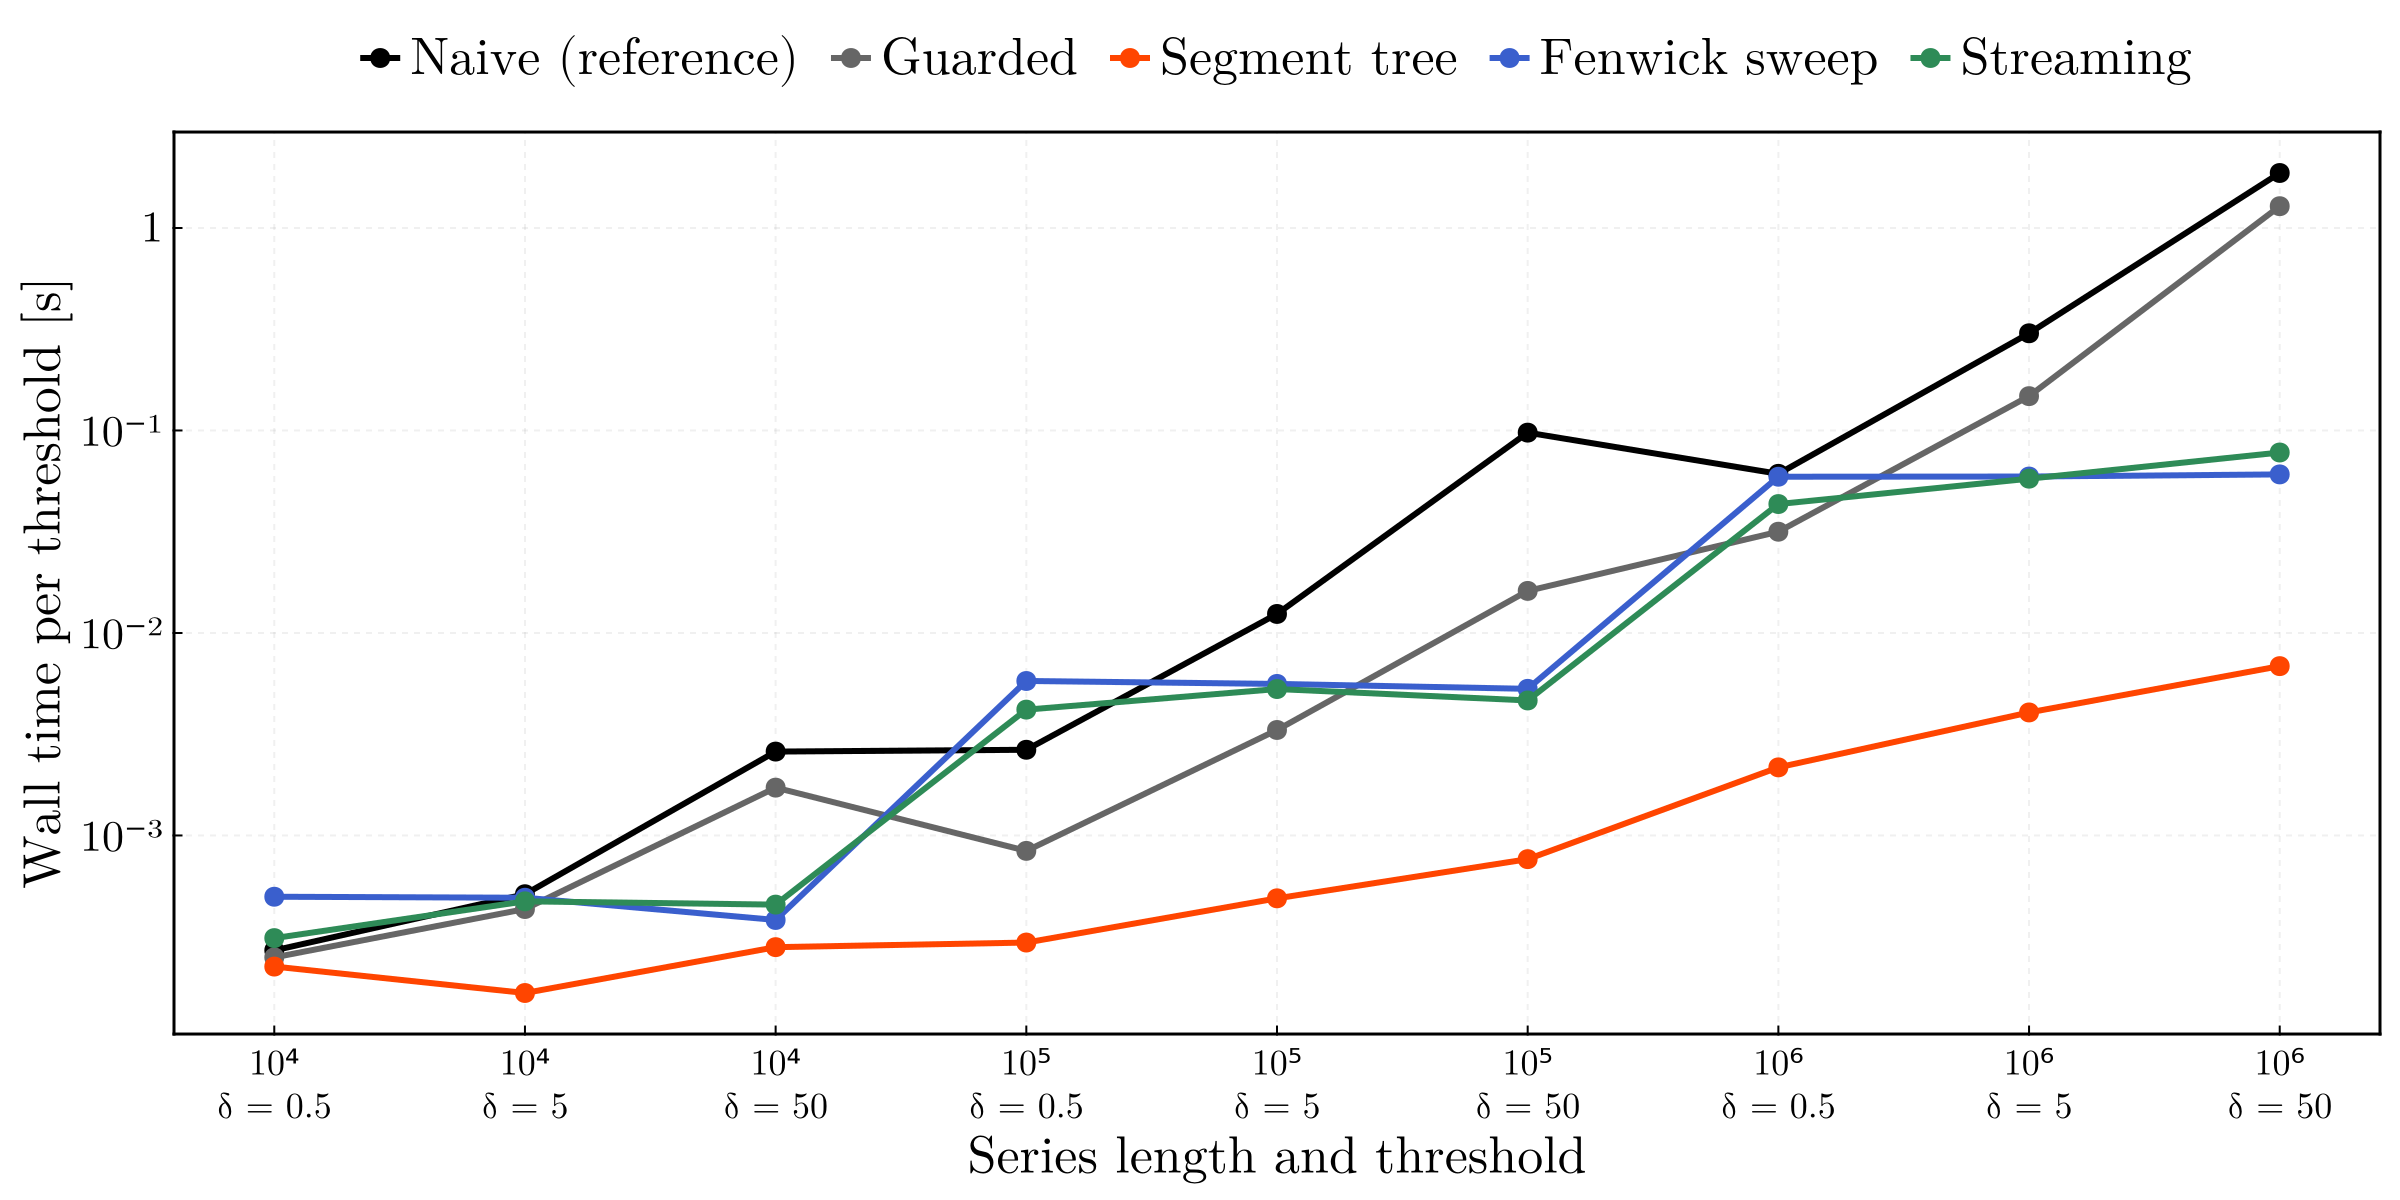 Naive (reference) Guarded Segment tree Fenwick sweep Streaming
Wall time per threshold [s]
1
10⁻¹
10⁻²
10⁻³
10⁴ 10⁴ 10⁴ 10⁵ 10⁵ 10⁵ 10⁶ 10⁶ 10⁶
δ = 0.5 δ = 5 δ = 50 δ = 0.5 δ = 5 δ = 50 δ = 0.5 δ = 5 δ = 50
Series length and threshold